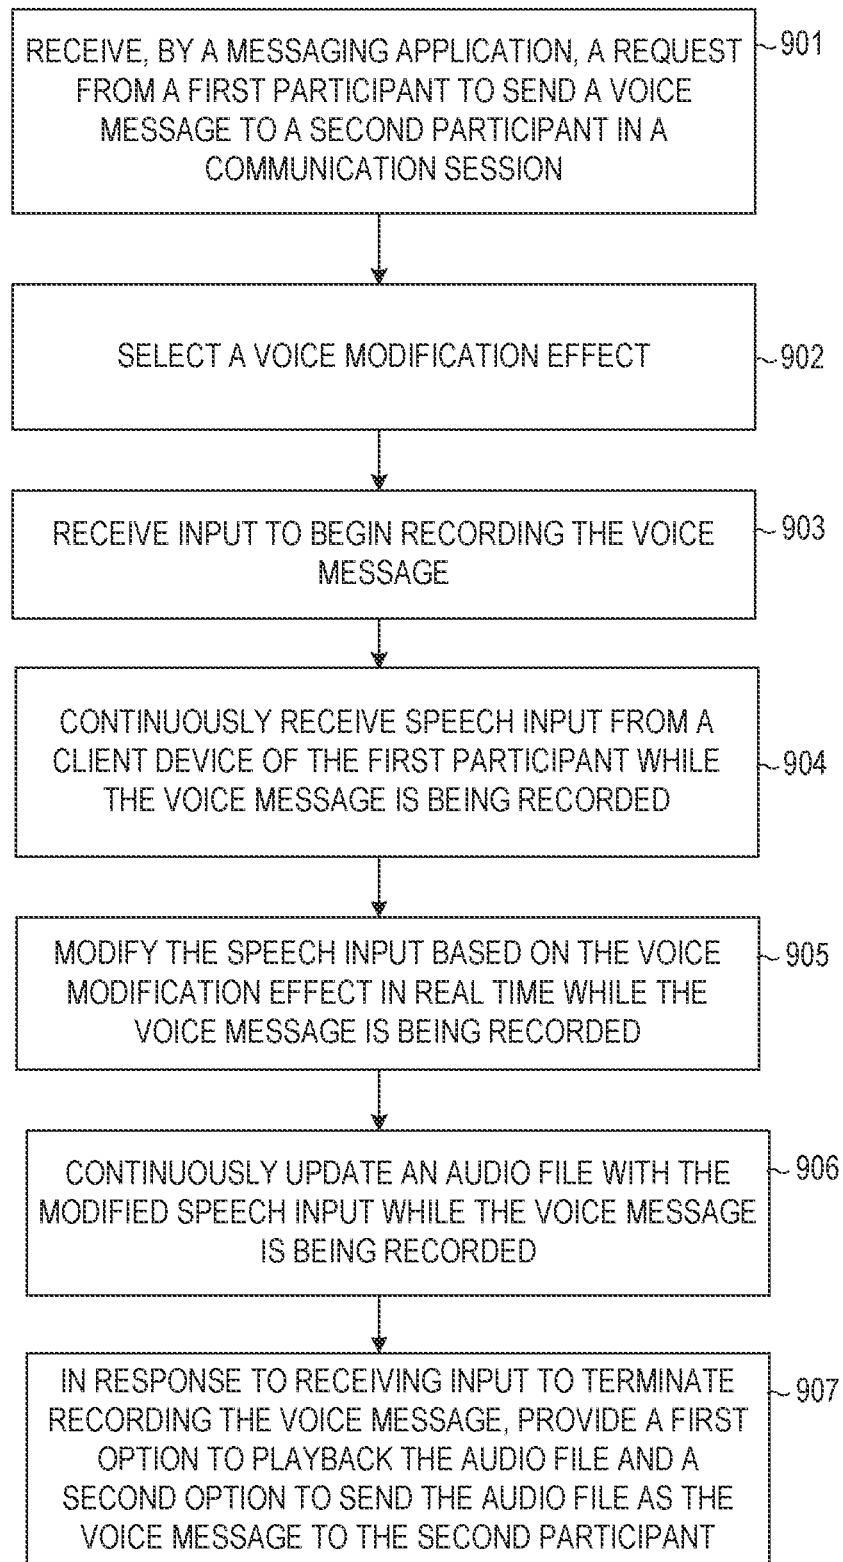 RECEIVE, BY A MESSAGING APPLICATION, A REQUEST
FROM A FIRST PARTICIPANT TO SEND A VOICE
MESSAGE TO A SECOND PARTICIPANT IN A
COMMUNICATION SESSION
901
SELECT A VOICE MODIFICATION EFFECT
902
RECEIVE INPUT TO BEGIN RECORDING THE VOICE
MESSAGE
903
CONTINUOUSLY RECEIVE SPEECH INPUT FROM A
CLIENT DEVICE OF THE FIRST PARTICIPANT WHILE
THE VOICE MESSAGE IS BEING RECORDED
904
MODIFY THE SPEECH INPUT BASED ON THE VOICE
MODIFICATION EFFECT IN REAL TIME WHILE THE
VOICE MESSAGE IS BEING RECORDED
905
CONTINUOUSLY UPDATE AN AUDIO FILE WITH THE
MODIFIED SPEECH INPUT WHILE THE VOICE MESSAGE
IS BEING RECORDED
906
IN RESPONSE TO RECEIVING INPUT TO TERMINATE
RECORDING THE VOICE MESSAGE, PROVIDE A FIRST
OPTION TO PLAYBACK THE AUDIO FILE AND A
SECOND OPTION TO SEND THE AUDIO FILE AS THE
VOICE MESSAGE TO THE SECOND PARTICIPANT
907